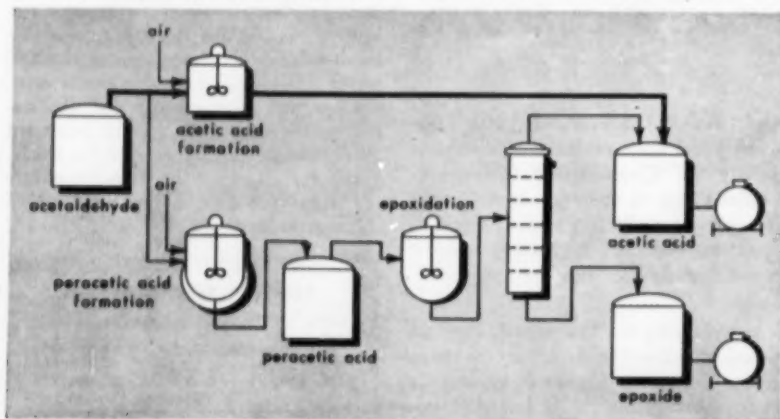 air
acetic acid
formation
acetaldehyde
air
peracetic acid
formation
epoxidation
peracetic acid
acetic acid
epoxide